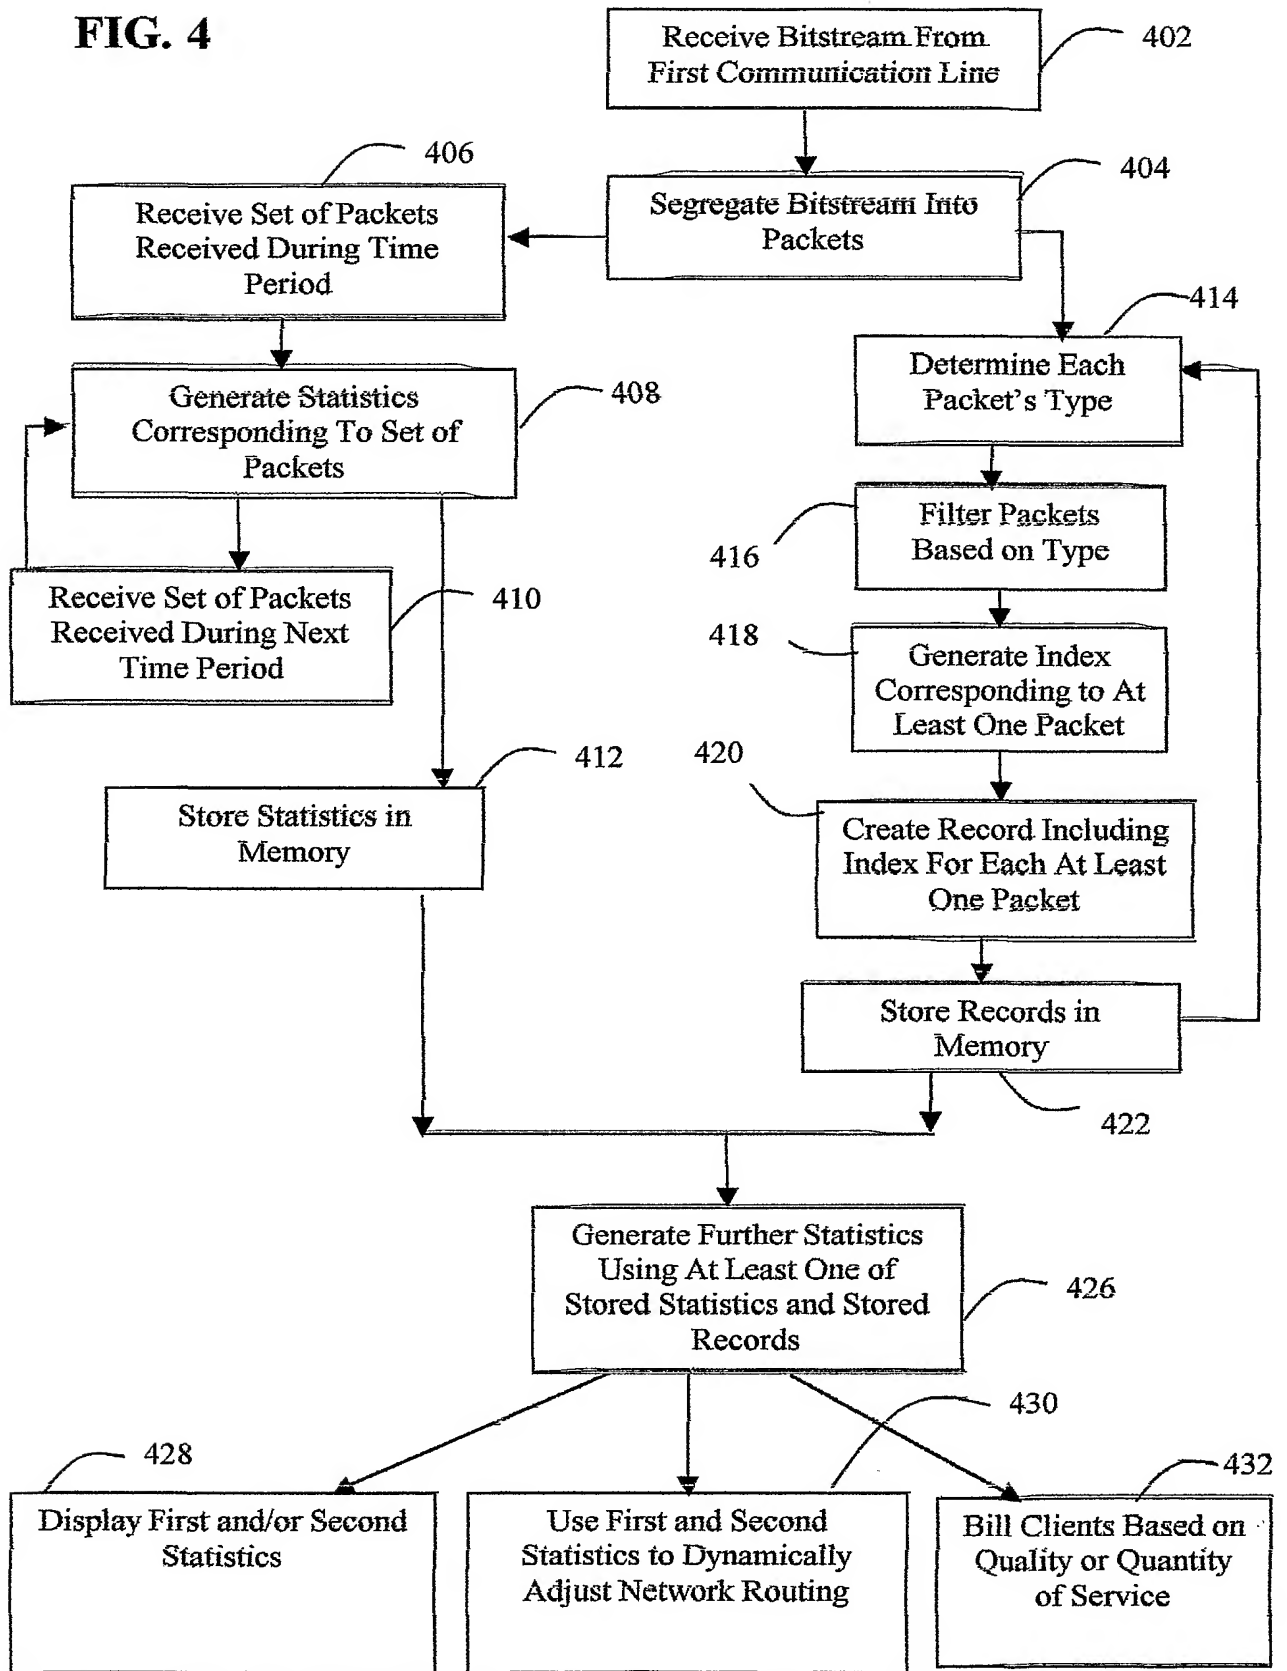 FIG. 4
Receive Bitstream From
First Communication Line
402
406
404
Segregate Bitstream Into
Packets
Receive Set of Packets
Received During Time
Period
414
Determine Each
Packet's Type
Generate Statistics
Corresponding To Set of
Packets
408
Filter Packets
Based on Type
416
Receive Set of Packets
Received During Next
Time Period
410
418
Generate Index
Corresponding to At
Least One Packet
412
420
Store Statistics in
Memory
Create Record Including
Index For Each At Least
One Packet
Store Records in
Memory
422
Generate Further Statistics
Using At Least One of
Stored Statistics and Stored
Records
426
430
428
432
Display First and/or Second
Statistics
Use First and Second
Statistics to Dynamically
Adjust Network Routing
Bill Clients Based on
Quality or Quantity
of Service